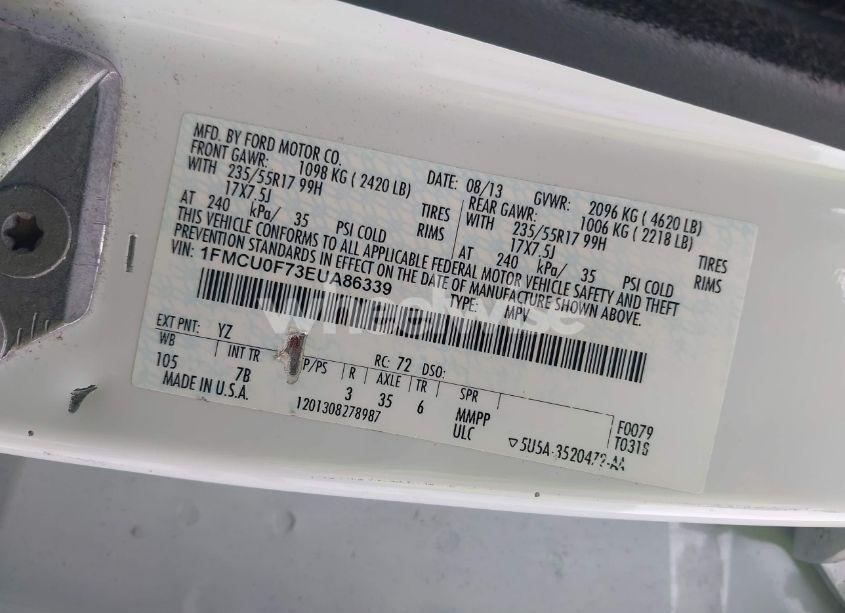 MFD. BY FORD MOTOR CO.
DATE: 08/13
GVWR: 2096 KG ( 4620 LB)
FRONT GAWR: 1098 KG ( 2420 LB)
REAR GAWR: 1006 KG ( 2218 LB)
WITH 235/55R17 99H TIRES
WITH 235/55R17 99H TIRES
17X7.5J RIMS
17X7.5J RIMS
AT 240 kPa/ 35 PSI COLD
AT 240 kPa/ 35 PSI COLD
THIS VEHICLE CONFORMS TO ALL APPLICABLE FEDERAL MOTOR VEHICLE SAFETY AND THEFT
PREVENTION STANDARDS IN EFFECT ON THE DATE OF MANUFACTURE SHOWN ABOVE.
VIN: 1FMCU0F73EUA86339
TYPE: MPV
EXT PNT: YZ RC: 72 DSO:
WB INT TR P/PS R AXLE TR SPR
105 7B 3 35 6 MMPP F0079
MADE IN U.S.A. 1201308278987 ULC T031S
5U5A-3520472-AA